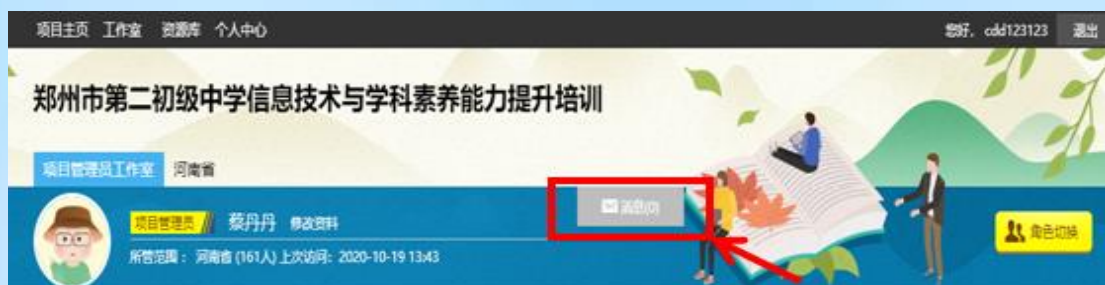 项目主页 工作室 资源库 个人中心 您好，cdd123123 退出
郑州市第二初级中学信息技术与学科素养能力提升培训
项目管理员工作室 河南省
消息(0)
项目管理员 蔡丹丹 修改资料
角色切换
所管范围： 河南省 (161人) 上次访问：2020-10-19 13:43